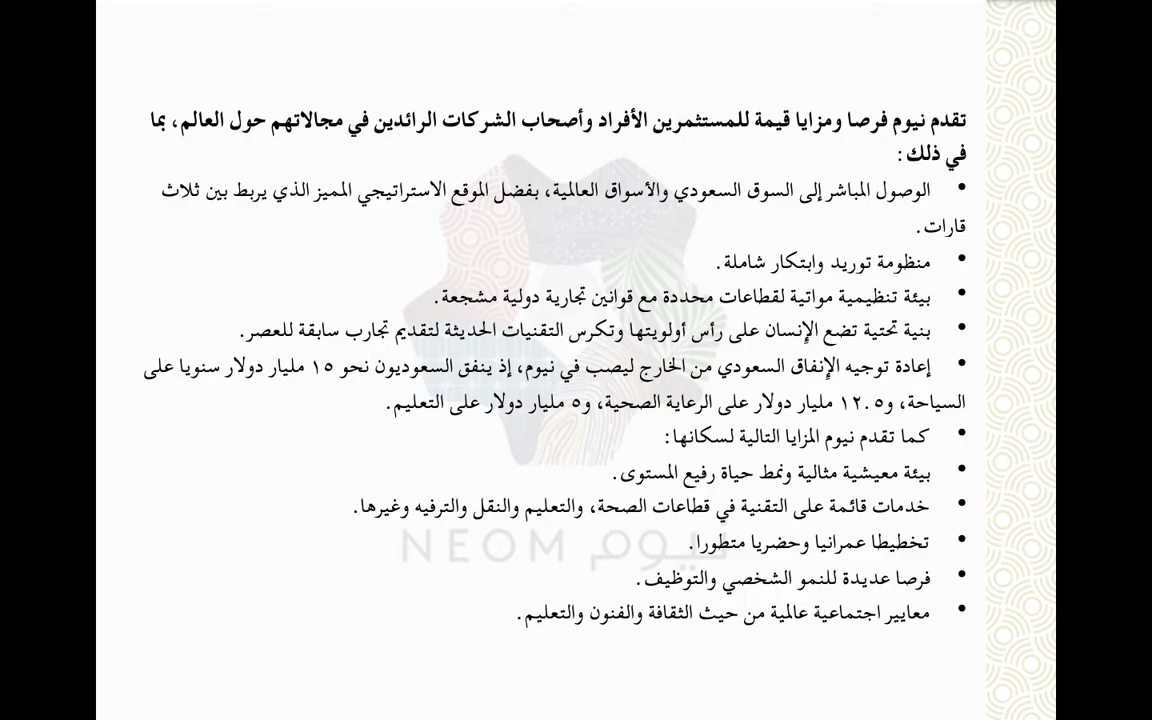 تقدم نيوم فرصا ومزايا قيمة للمستثمرين الأفراد وأصحاب الشركات الرائدين في مجالاتهم حول العالم، بما
في ذلك:
• الوصول المباشر إلى السوق السعودي والأسواق العالمية، بفضل الموقع الاستراتيجي المميز الذي يربط بين ثلاث
قارات.
• منظومة توريد وابتكار شاملة.
• بيئة تنظيمية مواتية لقطاعات محددة مع قوانين تجارية دولية مشجعة.
• بنية تحتية تضع الإنسان على رأس أولويتها وتكرس التقنيات الحديثة لتقديم تجارب سابقة للعصر.
• إعادة توجيه الإنفاق السعودي من الخارج ليصب في نيوم، إذ ينفق السعوديون نحو ١٥ مليار دولار سنويا على
السياحة، و١٢.٥ مليار دولار على الرعاية الصحية، و٥ مليار دولار على التعليم.
• كما تقدم نيوم المزايا التالية لسكانها:
• بيئة معيشية مثالية ونمط حياة رفيع المستوى.
• خدمات قائمة على التقنية في قطاعات الصحة، والتعليم والنقل والترفيه وغيرها.
• تخطيطا عمرانيا وحضريا متطورا.
• فرصا عديدة للنمو الشخصي والتوظيف.
• معايير اجتماعية عالمية من حيث الثقافة والفنون والتعليم.
نيوم NEOM